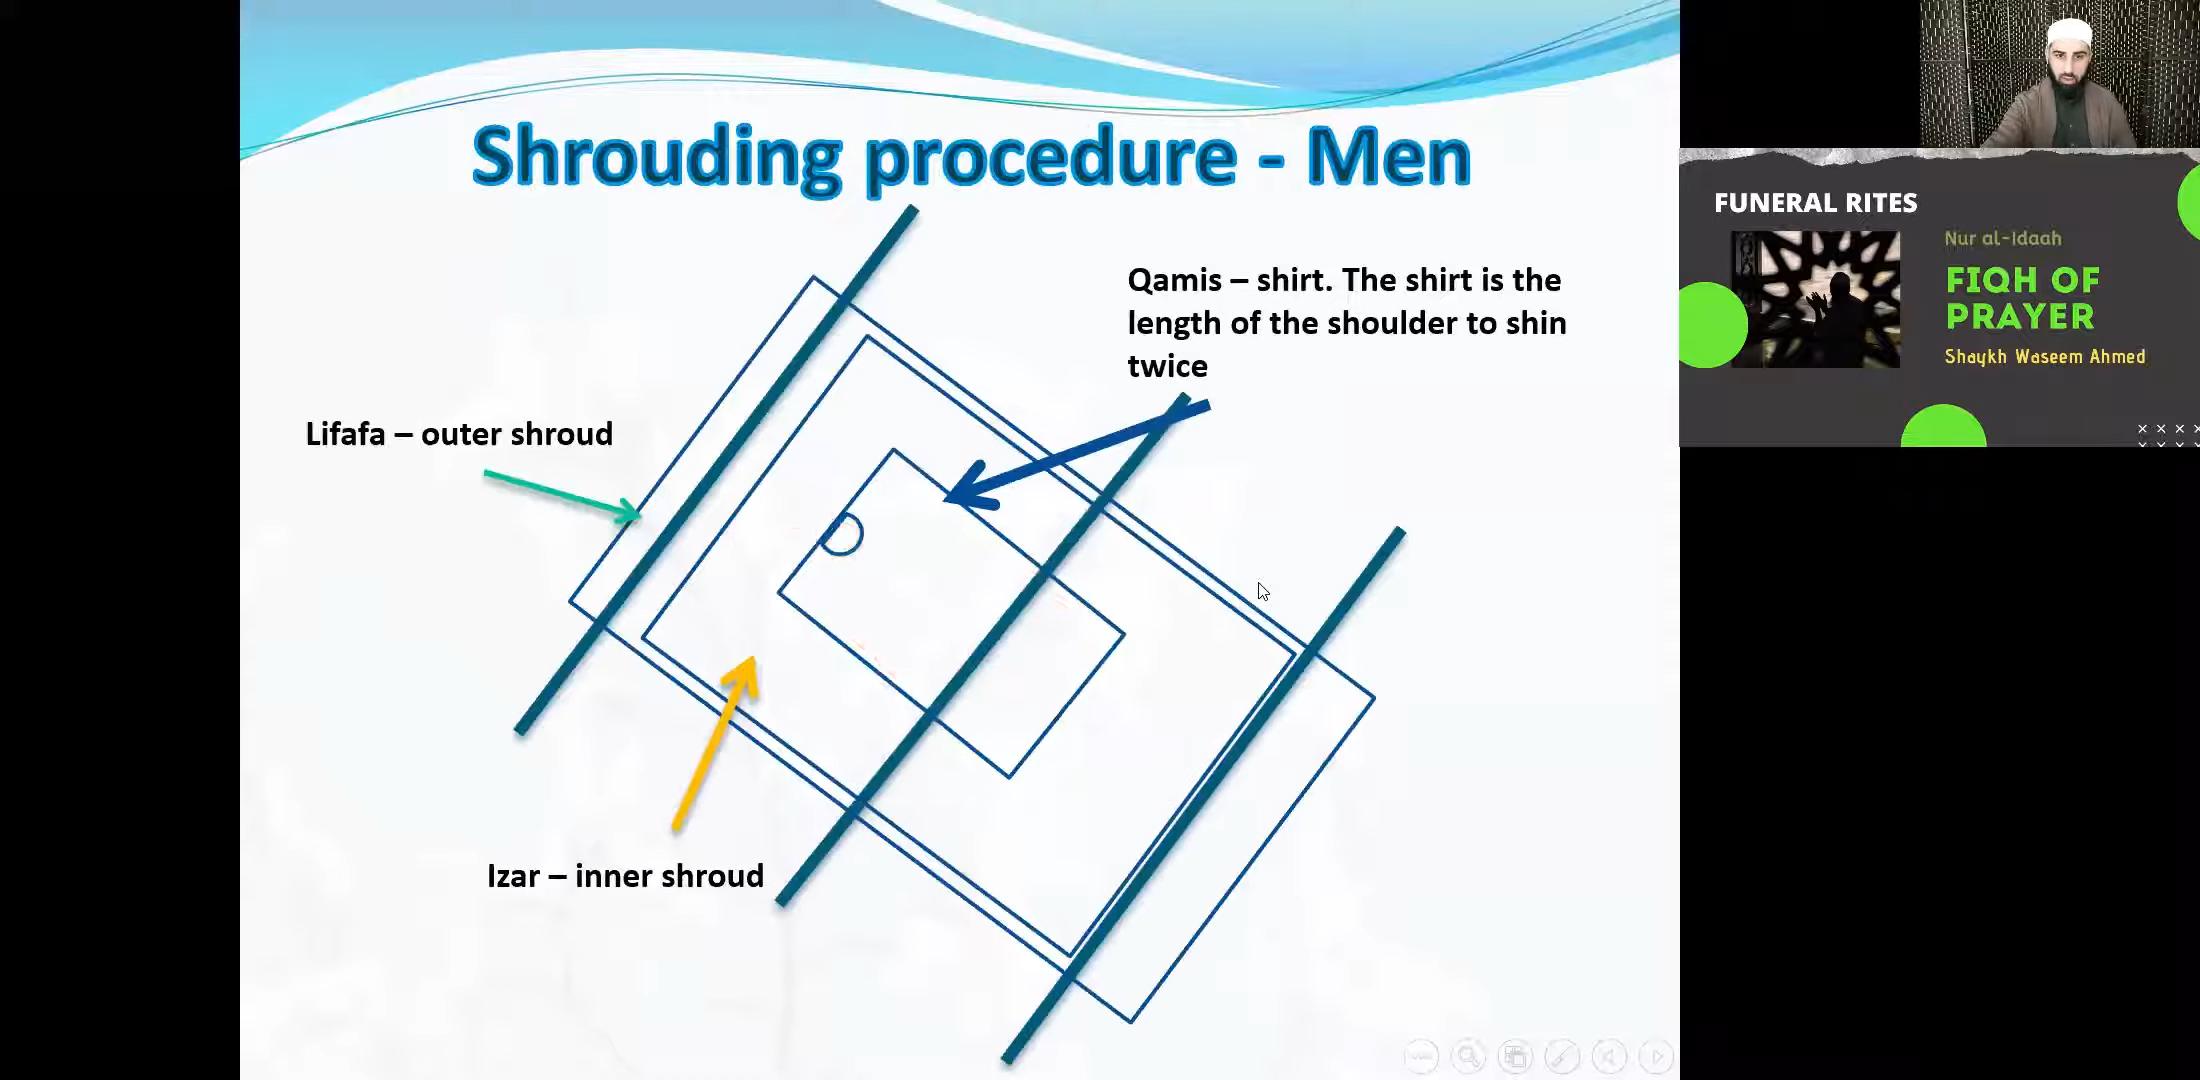 Shrouding procedure - Men
Qamis – shirt. The shirt is the
length of the shoulder to shin
twice
Lifafa – outer shroud
Izar – inner shroud
FUNERAL RITES
Nur al-Idaah
FIQH OF
PRAYER
Shaykh Waseem Ahmed